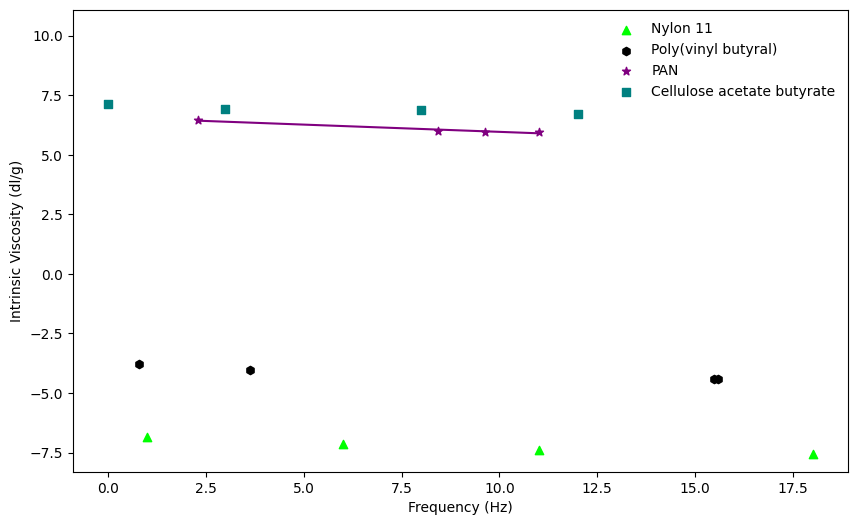 Nylon 11
Poly(vinyl butyral)
PAN
Cellulose acetate butyrate
10.0
7.5
5.0
2.5
0.0
−2.5
−5.0
−7.5
Intrinsic Viscosity (dl/g)
0.0 2.5 5.0 7.5 10.0 12.5 15.0 17.5
Frequency (Hz)